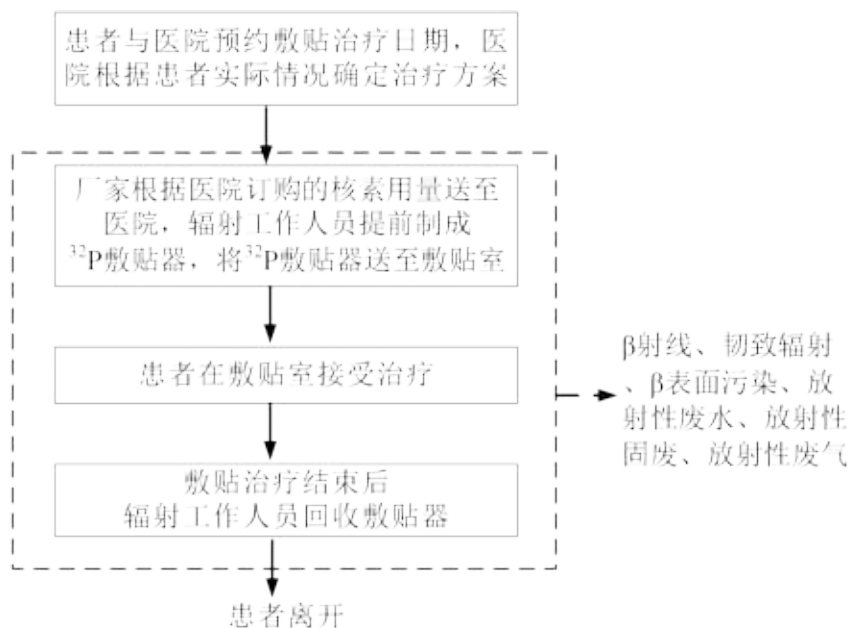 患者与医院预约敷贴治疗日期，医
院根据患者实际情况确定治疗方案
厂家根据医院订购的核素用量送至
医院，辐射工作人员提前制成
³²P敷贴器，将³²P敷贴器送至敷贴室
患者在敷贴室接受治疗
敷贴治疗结束后
辐射工作人员回收敷贴器
患者离开
β射线、韧致辐射
、β表面污染、放
射性废水、放射性
固废、放射性废气